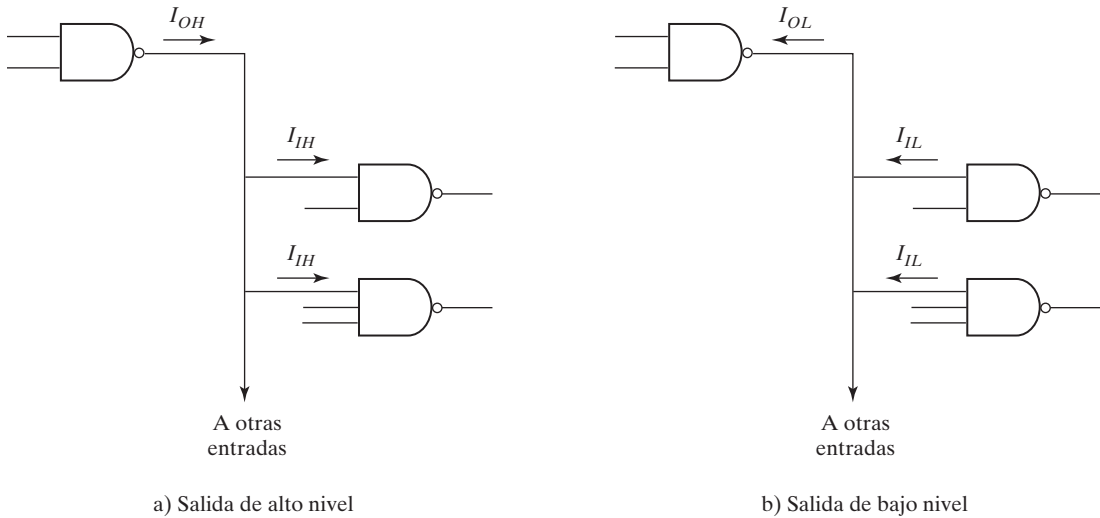 I_OH
I_OL
I_IH
I_IL
I_IH
I_IL
A otras
entradas
A otras
entradas
a) Salida de alto nivel
b) Salida de bajo nivel